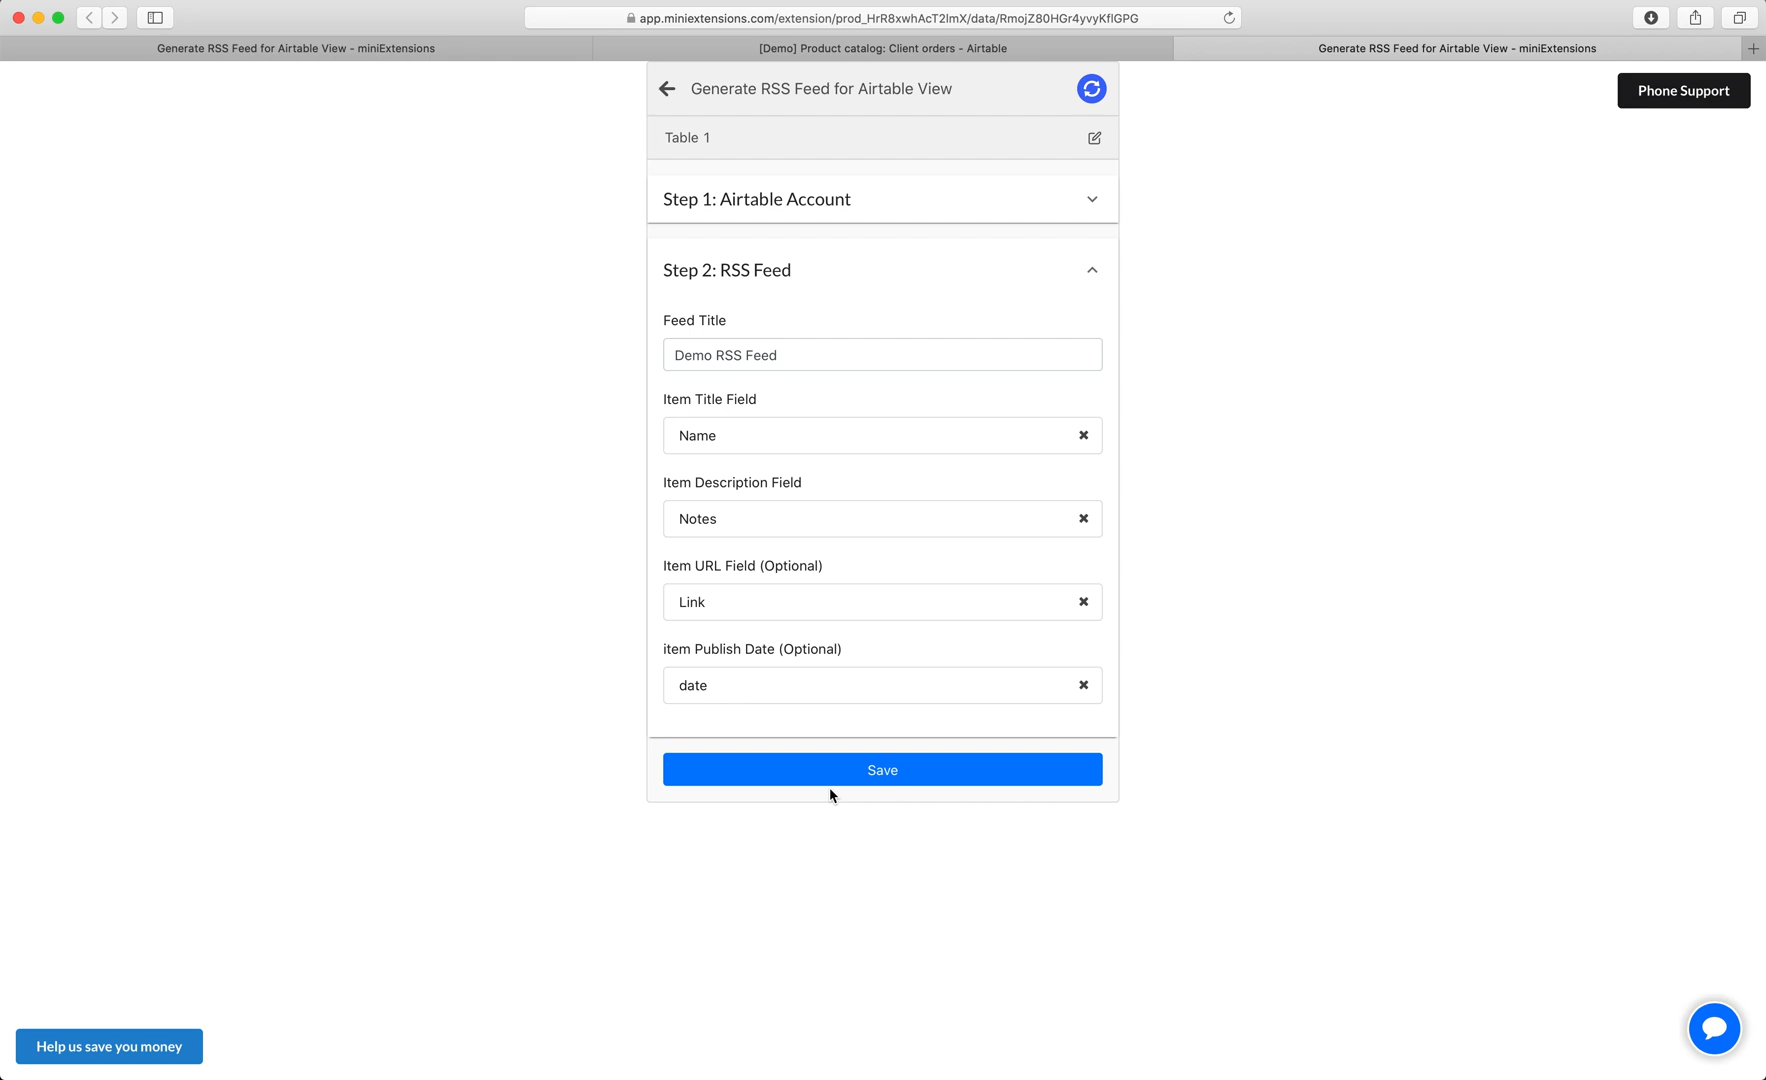 app.miniextensions.com/extension/prod_HrR8xwhAcT2lmX/data/RmojZ80HGr4yvyKflGPG
Generate RSS Feed for Airtable View - miniExtensions
[Demo] Product catalog: Client orders - Airtable
Generate RSS Feed for Airtable View - miniExtensions
Generate RSS Feed for Airtable View
Phone Support
Table 1
Step 1: Airtable Account
Step 2: RSS Feed
Feed Title
Demo RSS Feed
Item Title Field
Name
Item Description Field
Notes
Item URL Field (Optional)
Link
item Publish Date (Optional)
date
Save
Help us save you money